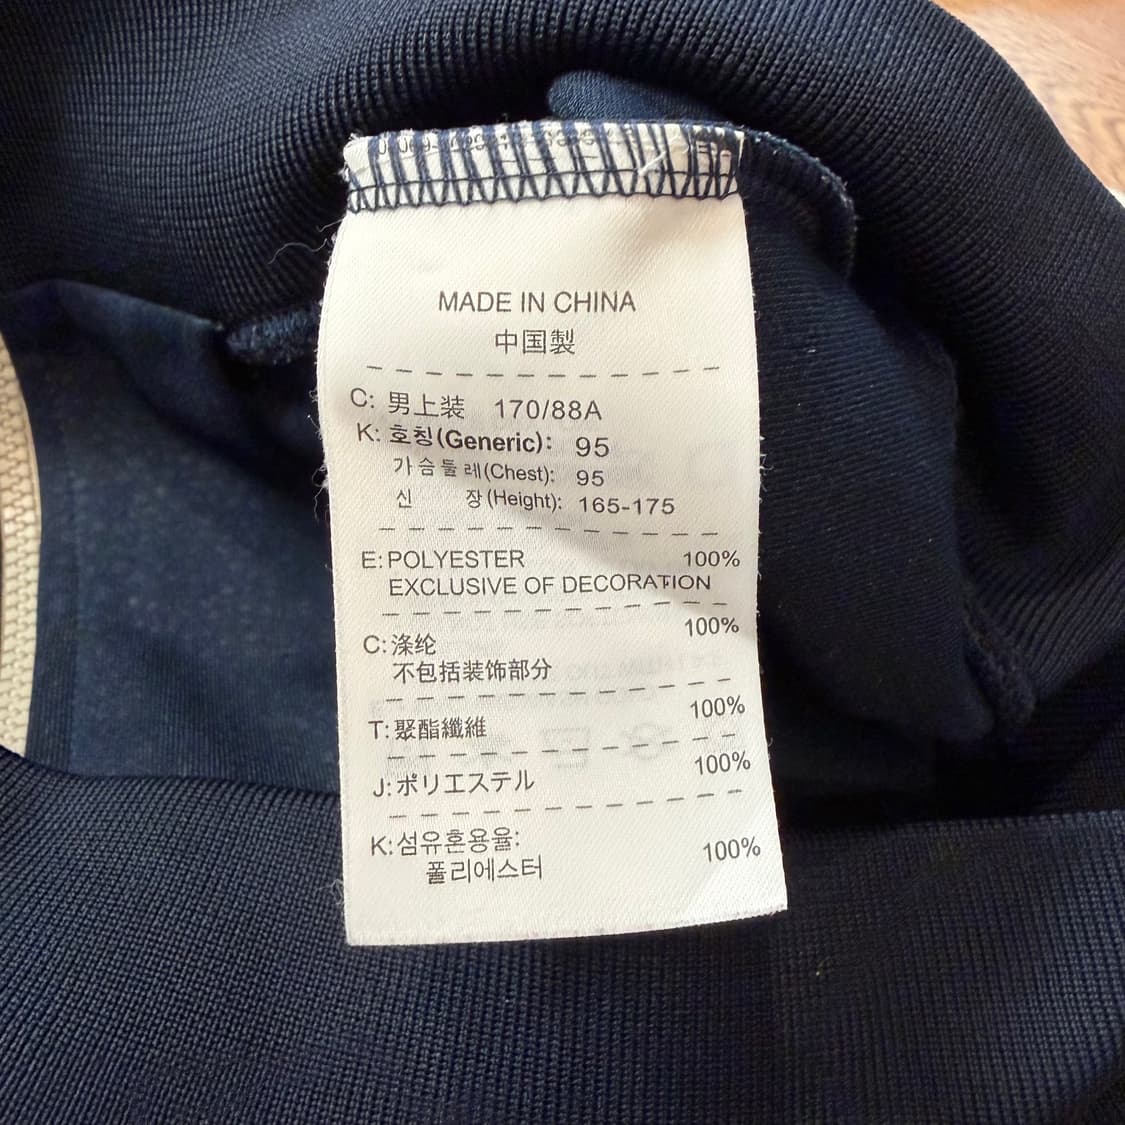 MADE IN CHINA
中国製
C: 男上装 170/88A
K: 호칭(Generic): 95
가슴둘레(Chest): 95
신 장(Height): 165-175
E: POLYESTER 100%
EXCLUSIVE OF DECORATION
C: 涤纶 100%
不包括装饰部分
T: 聚酯纖維 100%
J: ポリエステル 100%
K: 섬유혼용율:
폴리에스터 100%